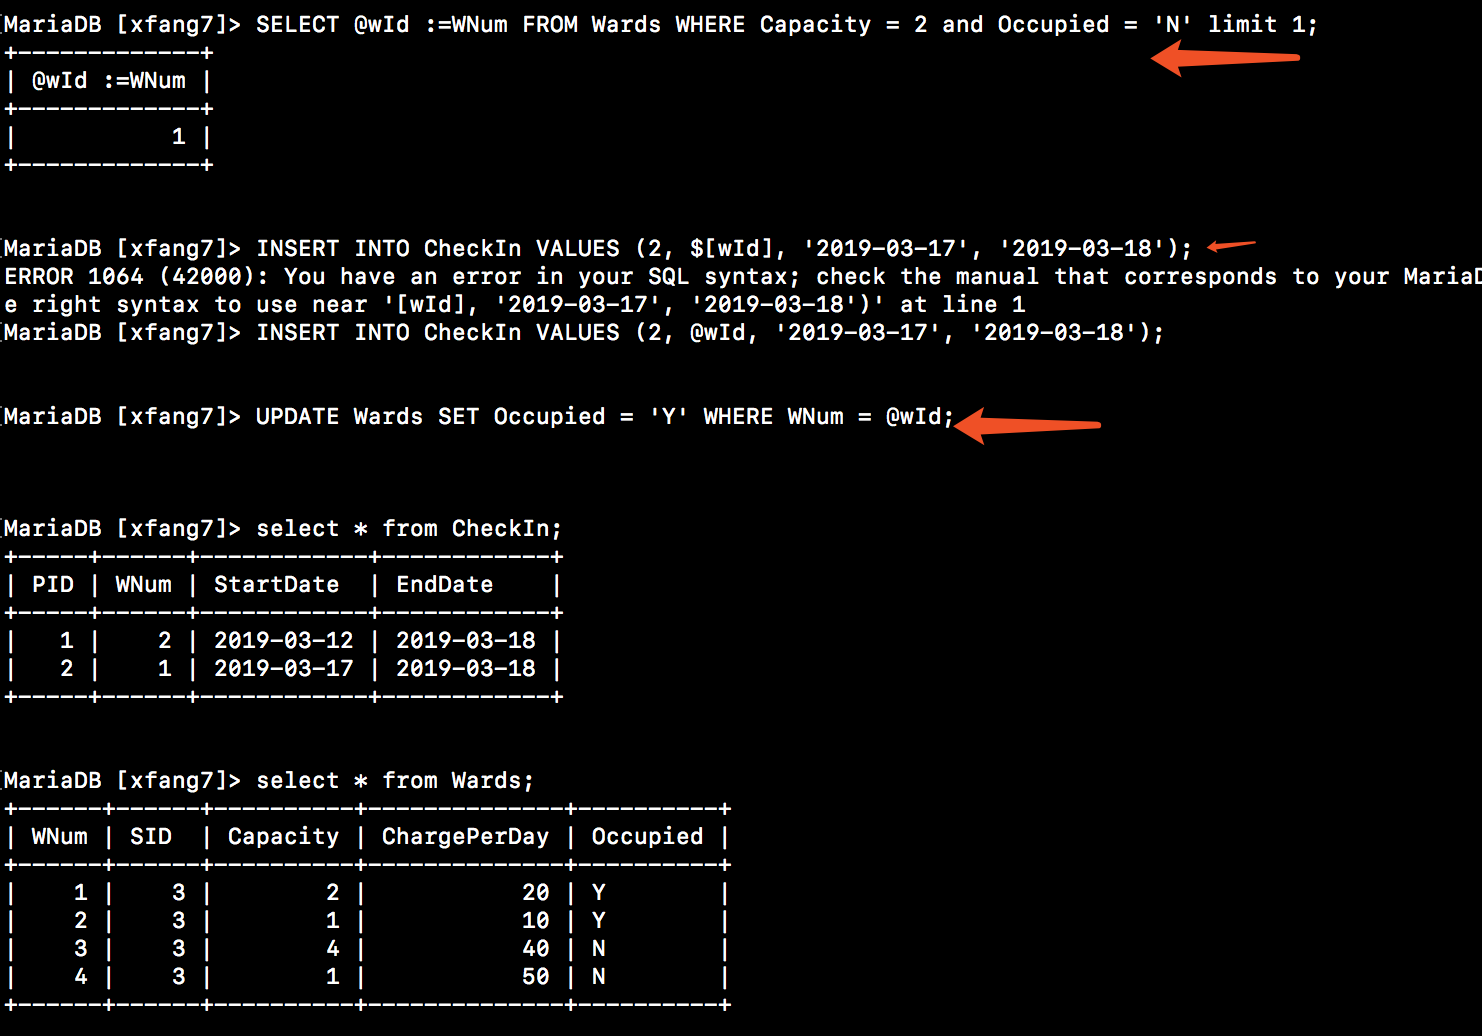 MariaDB [xfang7]> SELECT @wId :=WNum FROM Wards WHERE Capacity = 2 and Occupied = 'N' limit 1;
+-------------+
| @wId :=WNum |
+-------------+
|           1 |
+-------------+
MariaDB [xfang7]> INSERT INTO CheckIn VALUES (2, $[wId], '2019-03-17', '2019-03-18');
ERROR 1064 (42000): You have an error in your SQL syntax; check the manual that corresponds to your MariaD
e right syntax to use near '[wId], '2019-03-17', '2019-03-18')' at line 1
MariaDB [xfang7]> INSERT INTO CheckIn VALUES (2, @wId, '2019-03-17', '2019-03-18');
MariaDB [xfang7]> UPDATE Wards SET Occupied = 'Y' WHERE WNum = @wId;
MariaDB [xfang7]> select * from CheckIn;
+-----+------+------------+------------+
| PID | WNum | StartDate  | EndDate    |
+-----+------+------------+------------+
|   1 |    2 | 2019-03-12 | 2019-03-18 |
|   2 |    1 | 2019-03-17 | 2019-03-18 |
+-----+------+------------+------------+
MariaDB [xfang7]> select * from Wards;
+------+------+----------+--------------+----------+
| WNum | SID  | Capacity | ChargePerDay | Occupied |
+------+------+----------+--------------+----------+
|    1 |    3 |        2 |           20 | Y        |
|    2 |    3 |        1 |           10 | Y        |
|    3 |    3 |        4 |           40 | N        |
|    4 |    3 |        1 |           50 | N        |
+------+------+----------+--------------+----------+